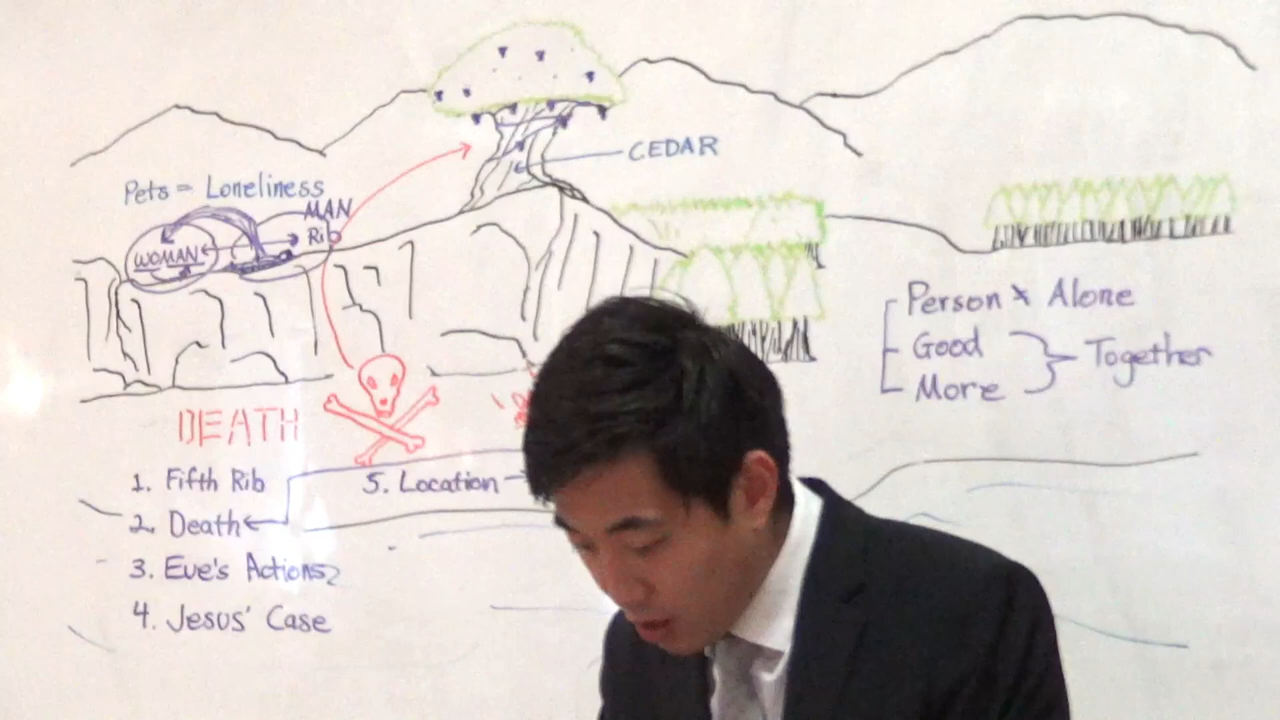 CEDAR
Pets = Loneliness
MAN
Rib
WOMAN
Person x Alone
Good
More
Together
DEATH
1. Fifth Rib
5. Location
2. Death
3. Eve's Actions
4. Jesus' Case